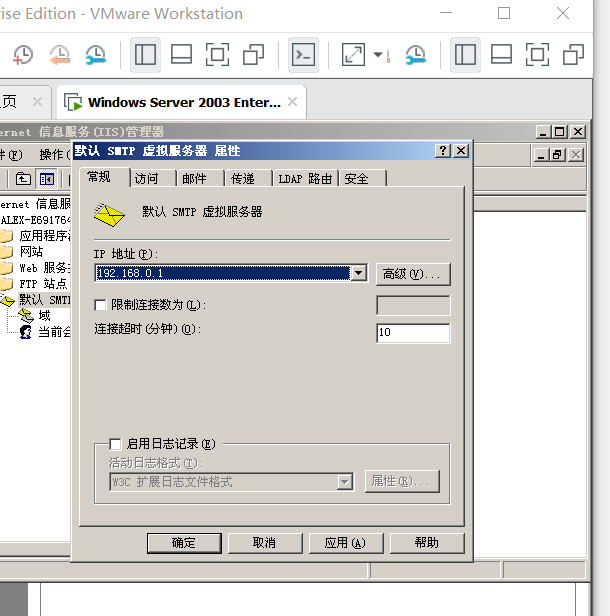 rise Edition - VMware Workstation
页
Windows Server 2003 Enter...
ernet 信息服务(IIS)管理器
件(F) 操作(
默认 SMTP 虚拟服务器 属性
常规 访问 邮件 传递 LDAP 路由 安全
默认 SMTP 虚拟服务器
IP 地址(P):
192.168.0.1
高级(V)...
限制连接数为(L):
连接超时(分钟)(O):
10
启用日志记录(E)
活动日志格式(T):
W3C 扩展日志文件格式
属性(R)...
确定 取消 应用(A) 帮助
ernet 信息服
ALEX-E69176
应用程序
网站
Web 服务
FTP 站点
默认 SMT
域
当前会